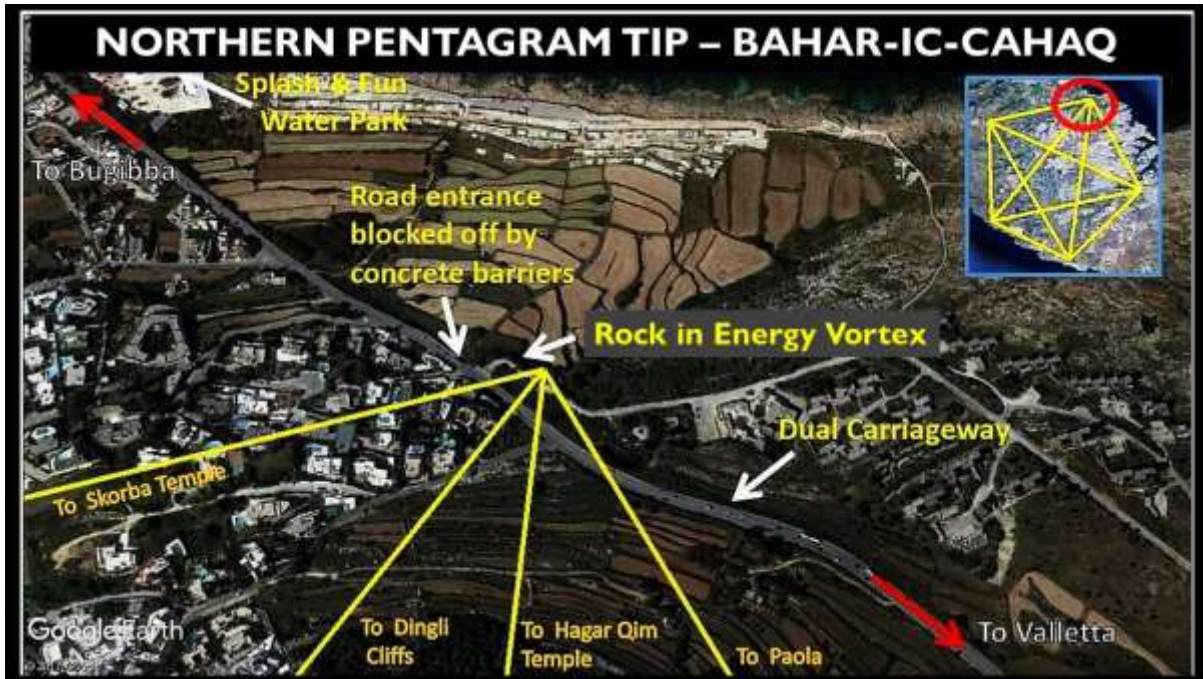 NORTHERN PENTAGRAM TIP – BAHAR-IC-CAHAQ
Splash & Fun
Water Park
To Bugibba
Road entrance
blocked off by
concrete barriers
Rock in Energy Vortex
Dual Carriageway
To Skorba Temple
To Dingli
Cliffs
To Hagar Qim
Temple
To Paola
To Valletta
Google Earth